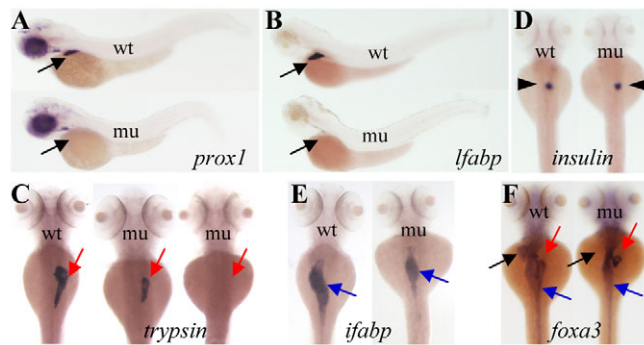 A
wt
mu
prox1
B
wt
mu
lfabp
D
wt
mu
insulin
C
wt
mu
mu
trypsin
E
wt
mu
ifabp
F
wt
mu
foxa3